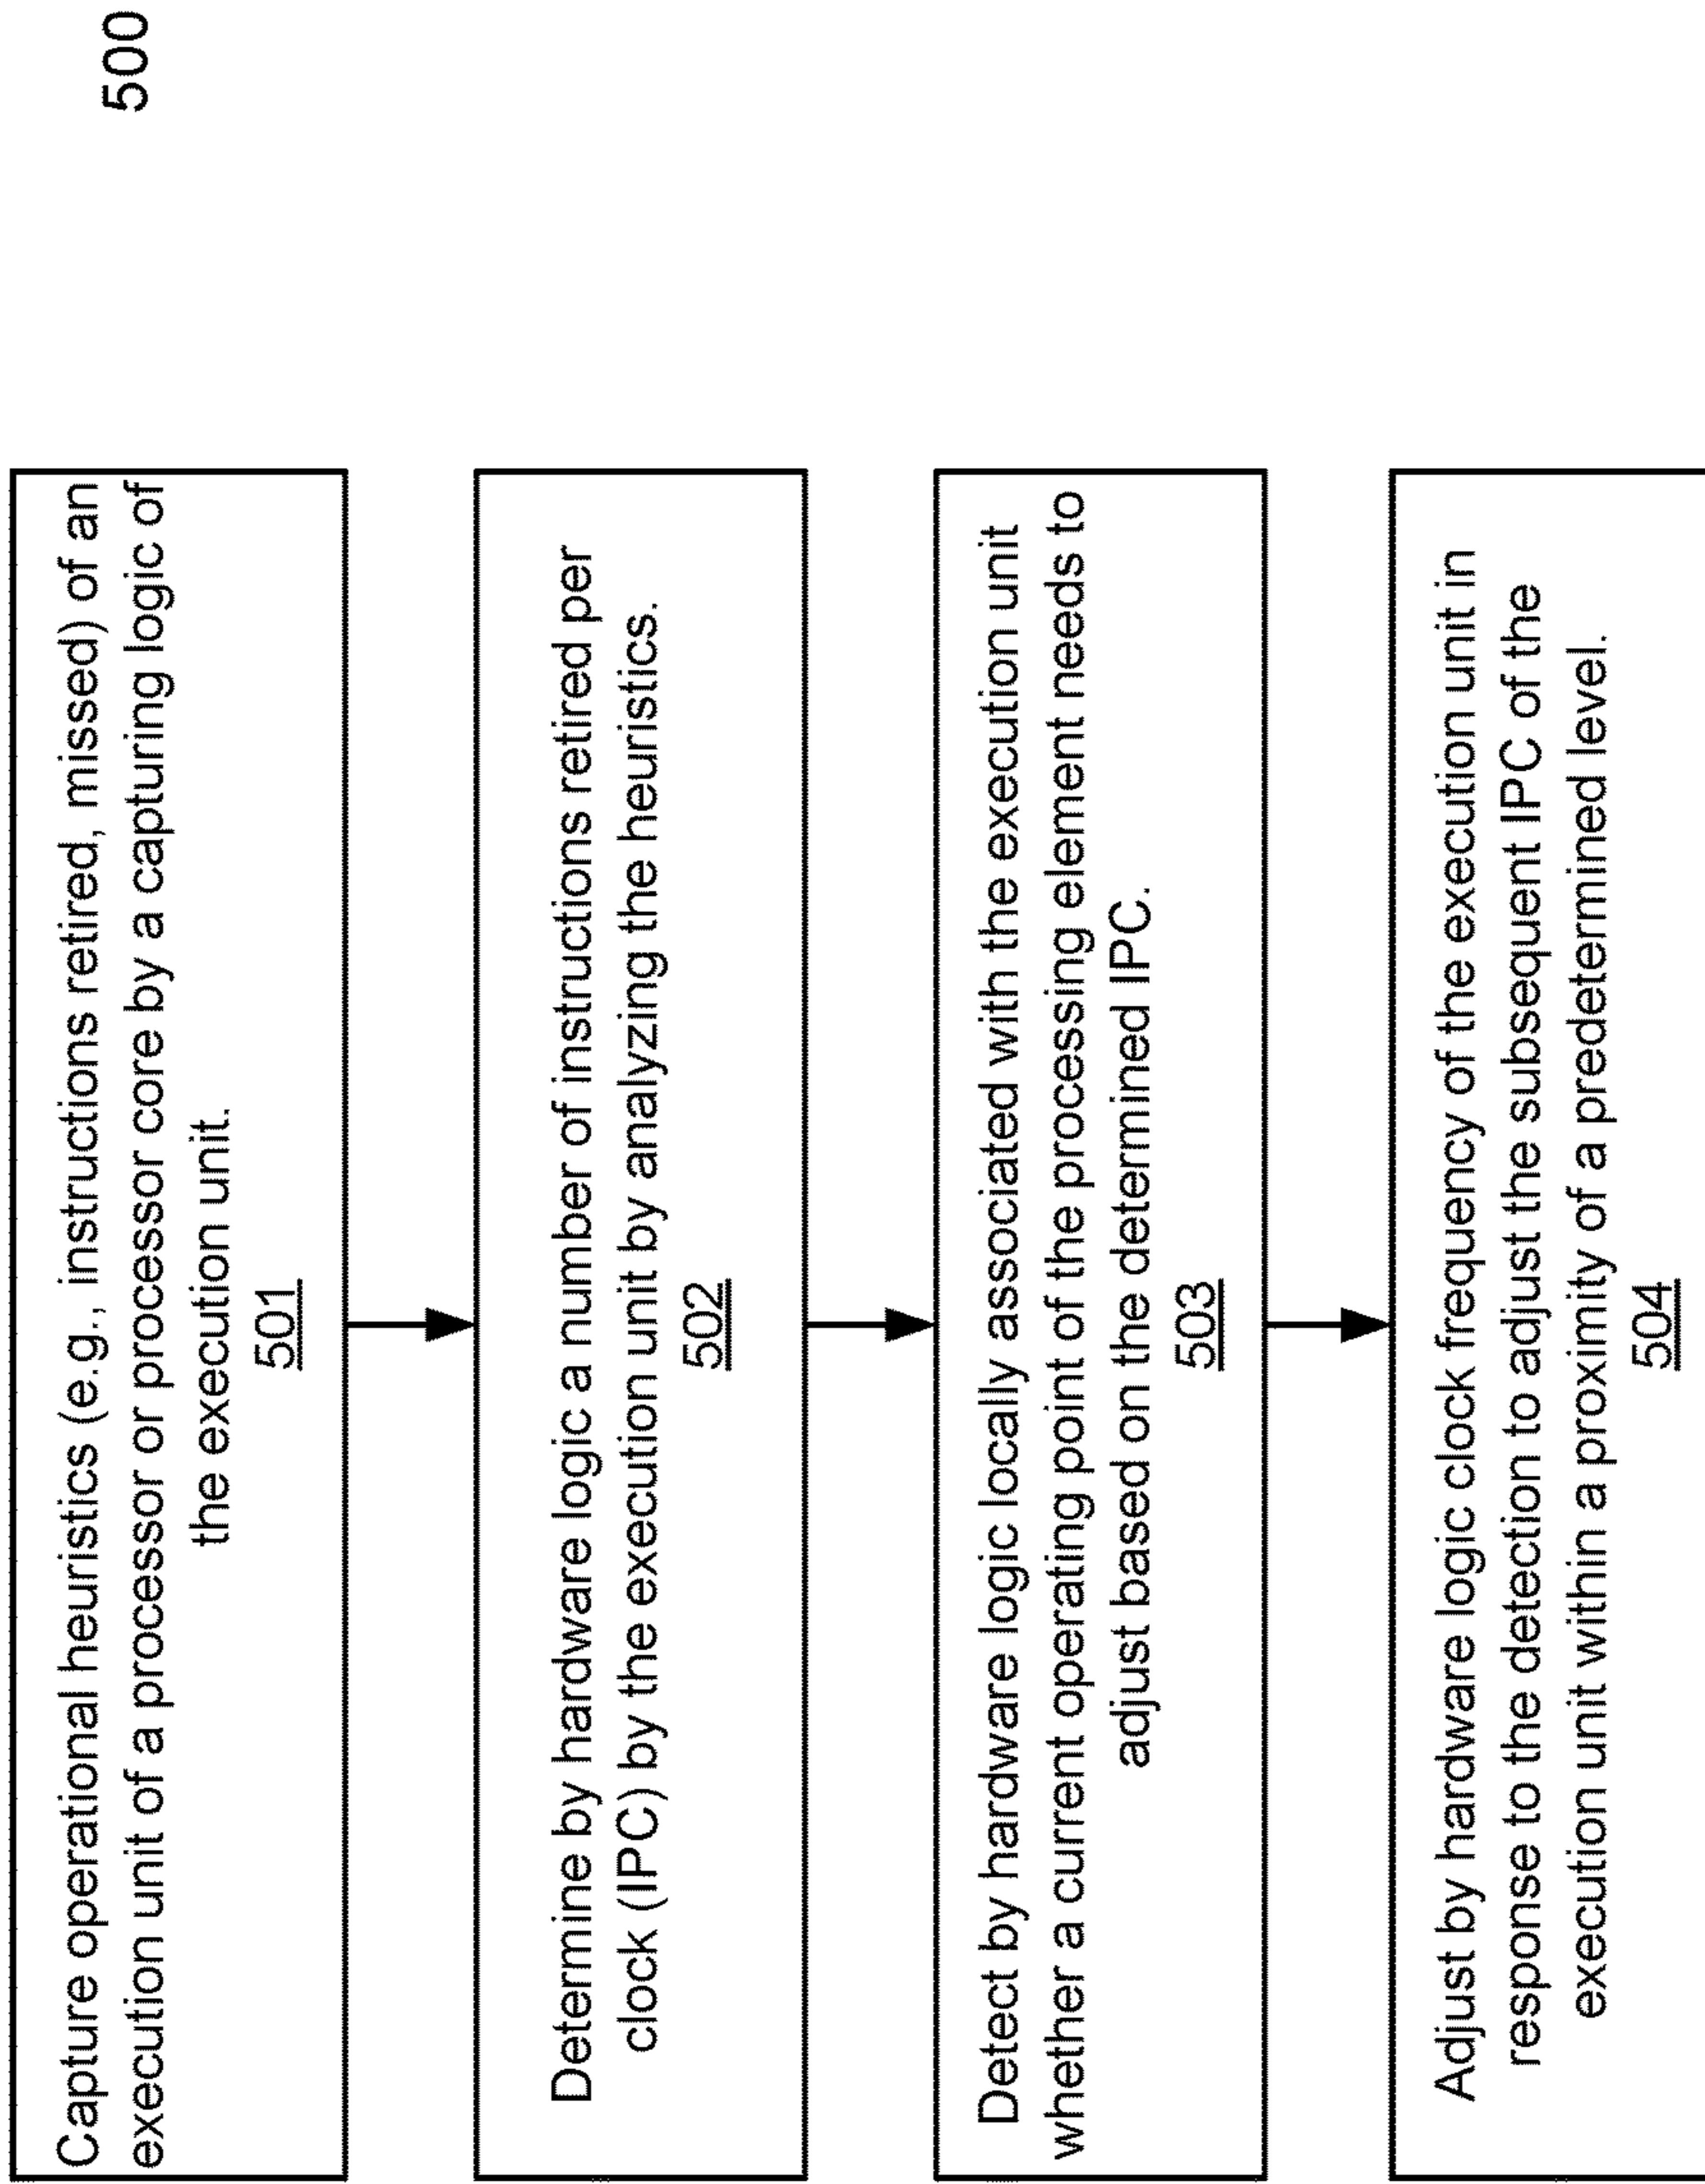 500
Capture operational heuristics (e.g., instructions retired, missed) of an
execution unit of a processor or processor core by a capturing logic of
the execution unit.
501
Determine by hardware logic a number of instructions retired per
clock (IPC) by the execution unit by analyzing the heuristics.
502
Detect by hardware logic locally associated with the execution unit
whether a current operating point of the processing element needs to
adjust based on the determined IPC.
503
Adjust by hardware logic clock frequency of the execution unit in
response to the detection to adjust the subsequent IPC of the
execution unit within a proximity of a predetermined level.
504